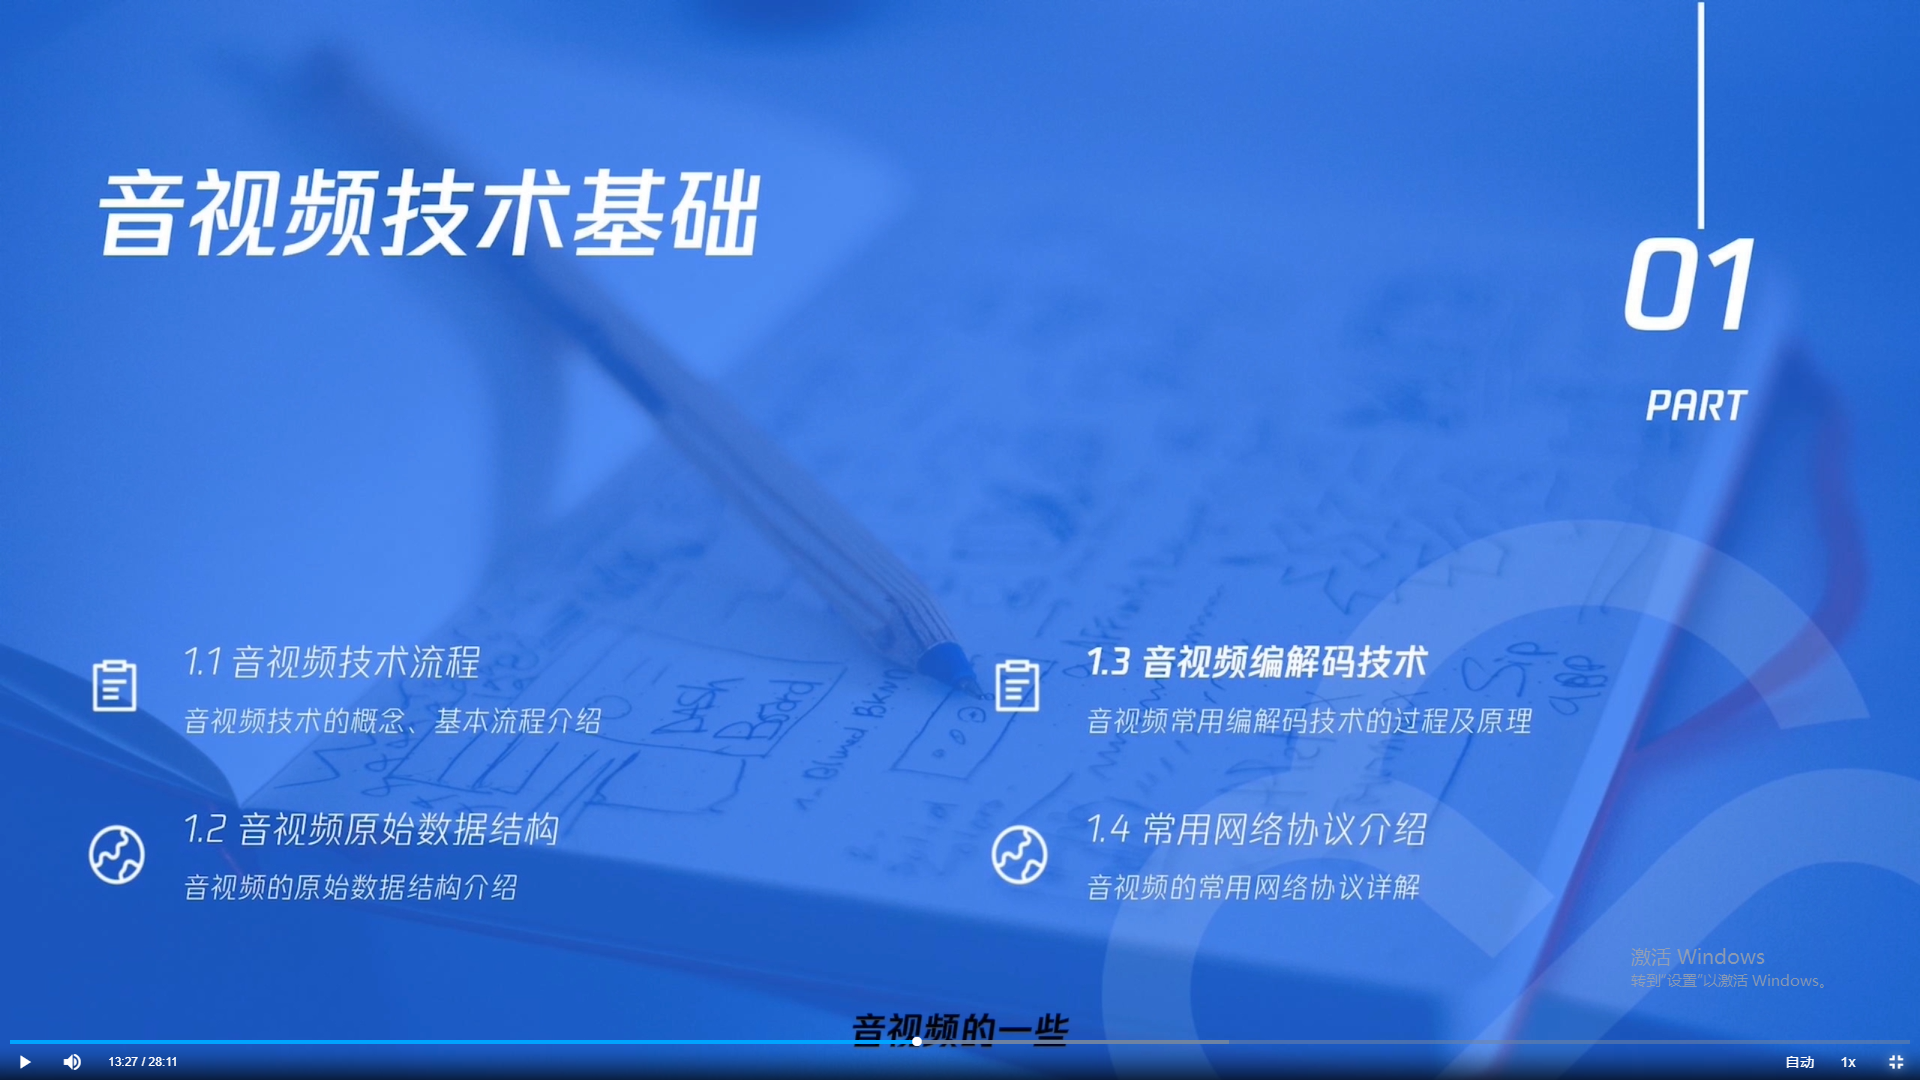 音视频技术基础
01
PART
1.1 音视频技术流程
音视频技术的概念、基本流程介绍
1.2 音视频原始数据结构
音视频的原始数据结构介绍
1.3 音视频编解码技术
音视频常用编解码技术的过程及原理
1.4 常用网络协议介绍
音视频的常用网络协议详解
激活 Windows
转到“设置”以激活 Windows。
音视频的一些
13:27 / 28:11
自动
1x